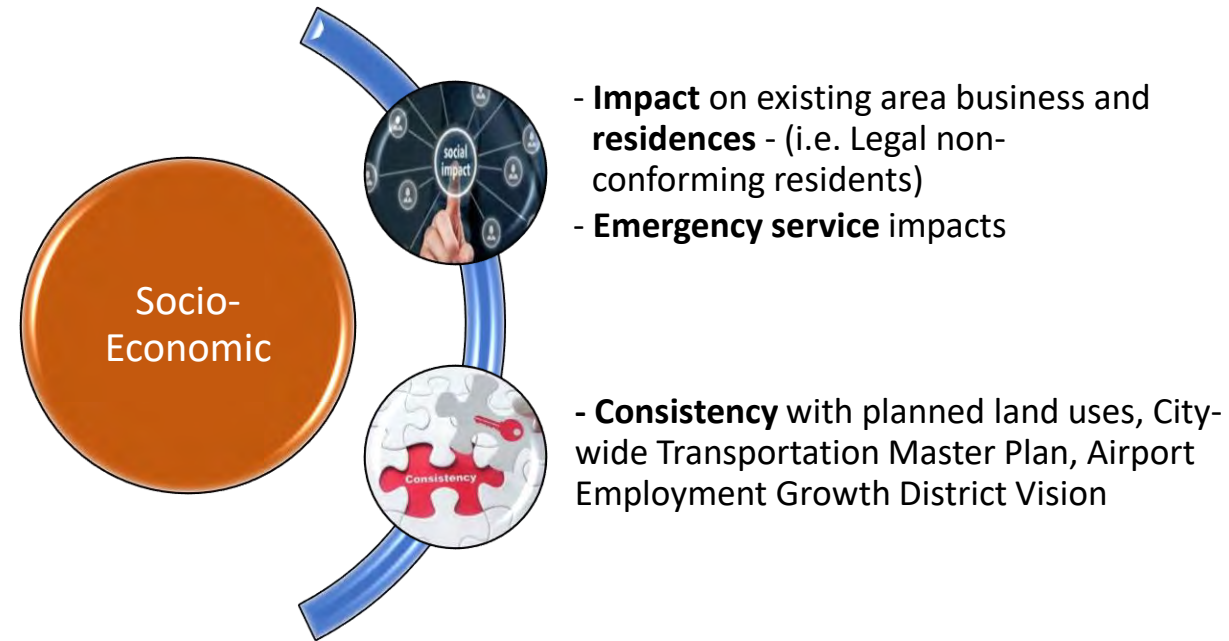 Socio-
Economic
social
impact
- Impact on existing area business and
residences - (i.e. Legal non-
conforming residents)
- Emergency service impacts
Consistency
- Consistency with planned land uses, City-
wide Transportation Master Plan, Airport
Employment Growth District Vision